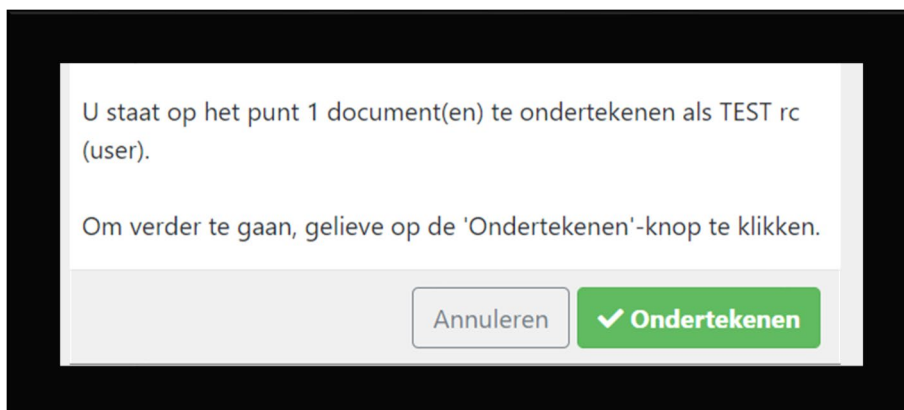 U staat op het punt 1 document(en) te ondertekenen als TEST rc
(user).
Om verder te gaan, gelieve op de 'Ondertekenen'-knop te klikken.
Annuleren
Ondertekenen